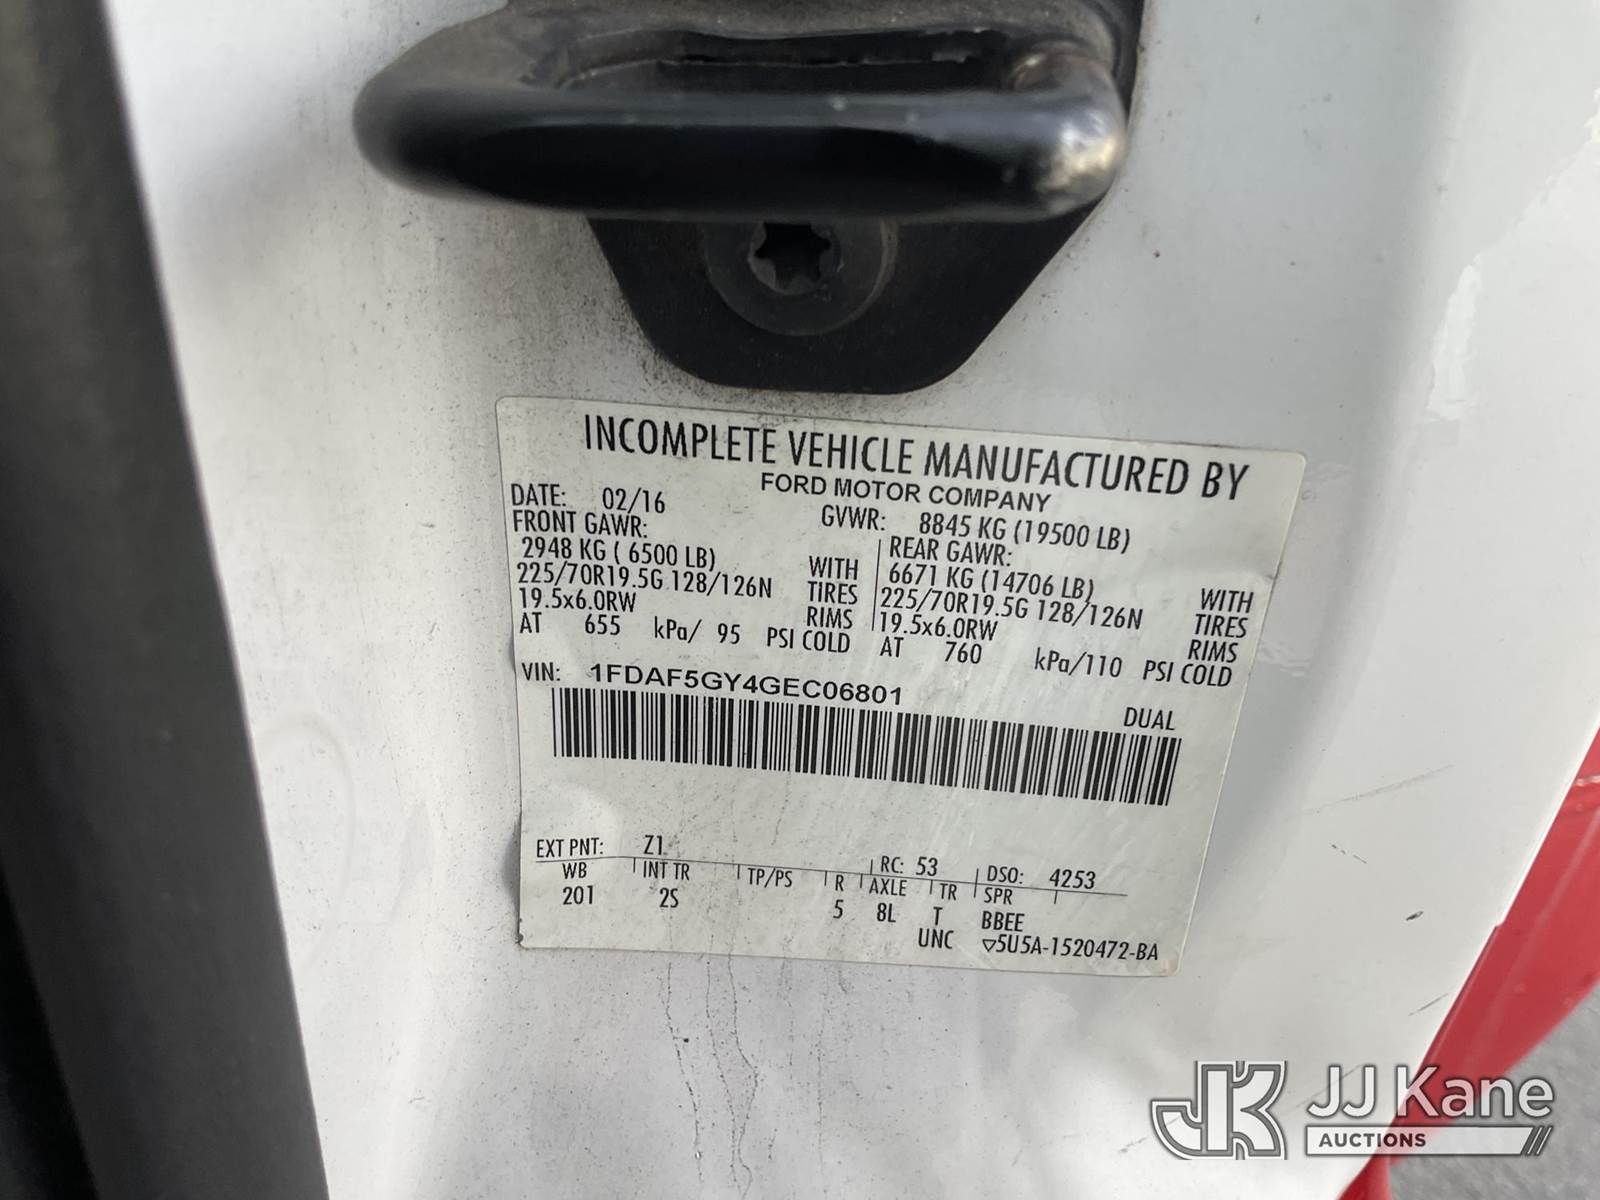 INCOMPLETE VEHICLE MANUFACTURED BY
FORD MOTOR COMPANY
DATE: 02/16 GVWR: 8845 KG (19500 LB)
FRONT GAWR: REAR GAWR:
2948 KG ( 6500 LB) WITH 6671 KG (14706 LB) WITH
225/70R19.5G 128/126N TIRES 225/70R19.5G 128/126N TIRES
19.5x6.0RW RIMS 19.5x6.0RW RIMS
AT 655 kPa/ 95 PSI COLD AT 760 kPa/110 PSI COLD
VIN: 1FDAF5GY4GEC06801
DUAL
EXT PNT: Z1 RC: 53 DSO: 4253
WB INT TR TP/PS R AXLE TR SPR
201 2S 5 8L T BBEE
UNC ▽5U5A-1520472-BA
JK JJ Kane
AUCTIONS